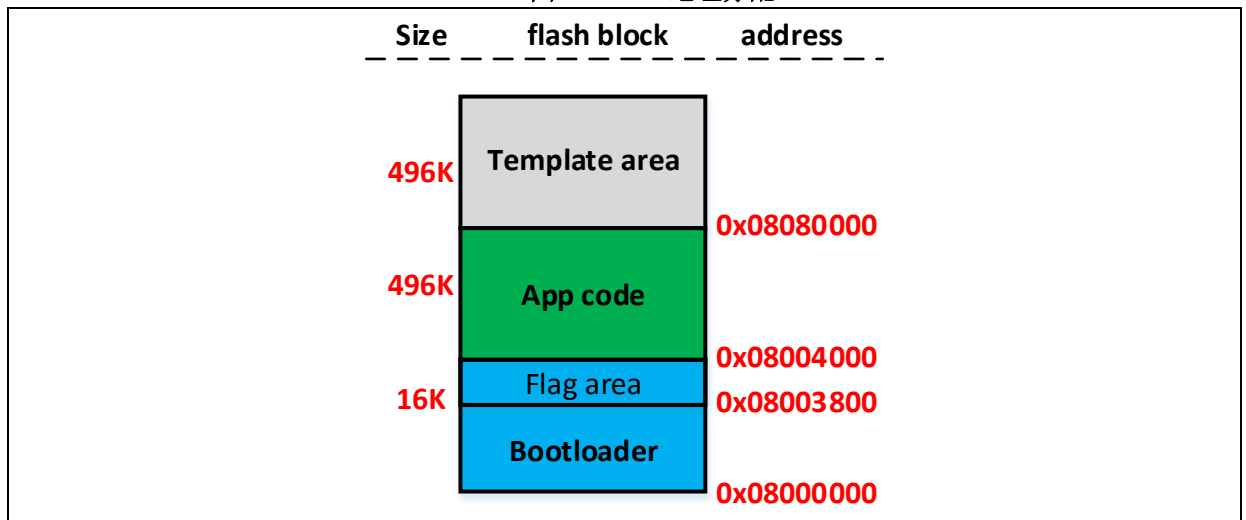 Size flash block address
Template area
496K
0x08080000
496K
App code
0x08004000
Flag area
16K
0x08003800
Bootloader
0x08000000